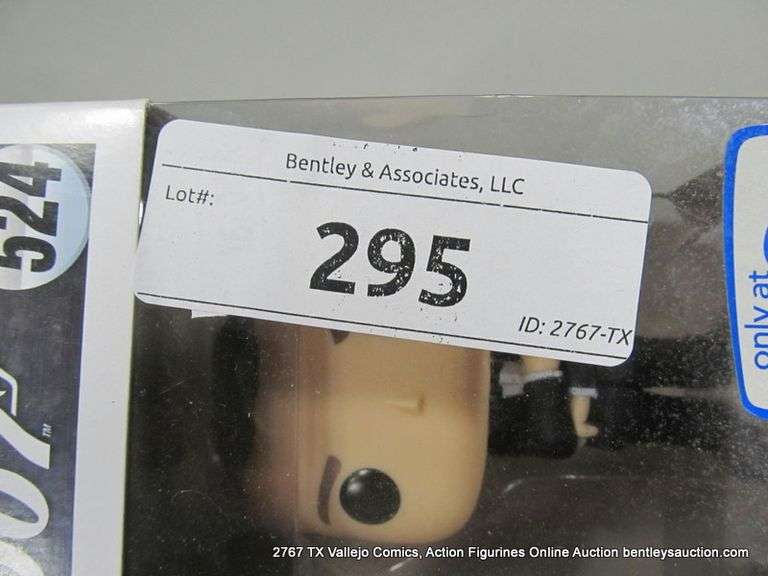 Bentley & Associates, LLC
Lot#:
295
ID: 2767-TX
524
007
TM
only at
2767 TX Vallejo Comics, Action Figurines Online Auction bentleysauction.com